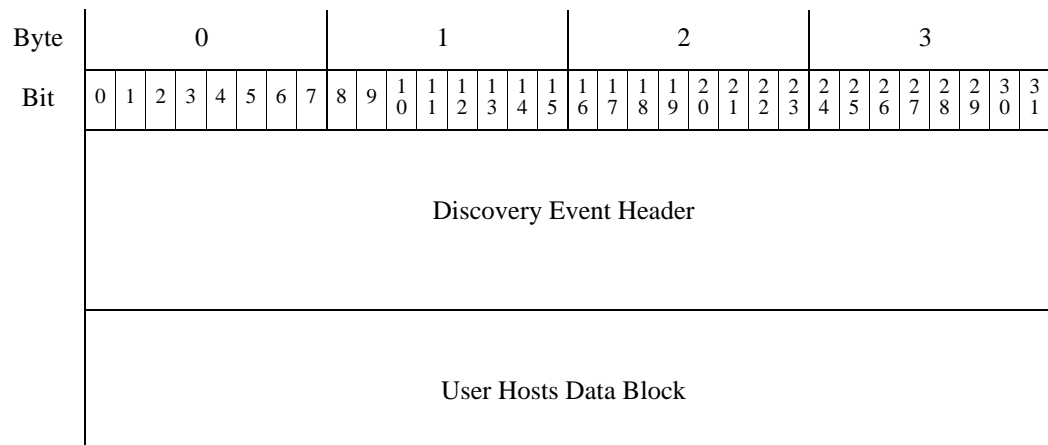 Byte 0 1 2 3
Bit 0 1 2 3 4 5 6 7 8 9 10 11 12 13 14 15 16 17 18 19 20 21 22 23 24 25 26 27 28 29 30 31
Discovery Event Header
User Hosts Data Block